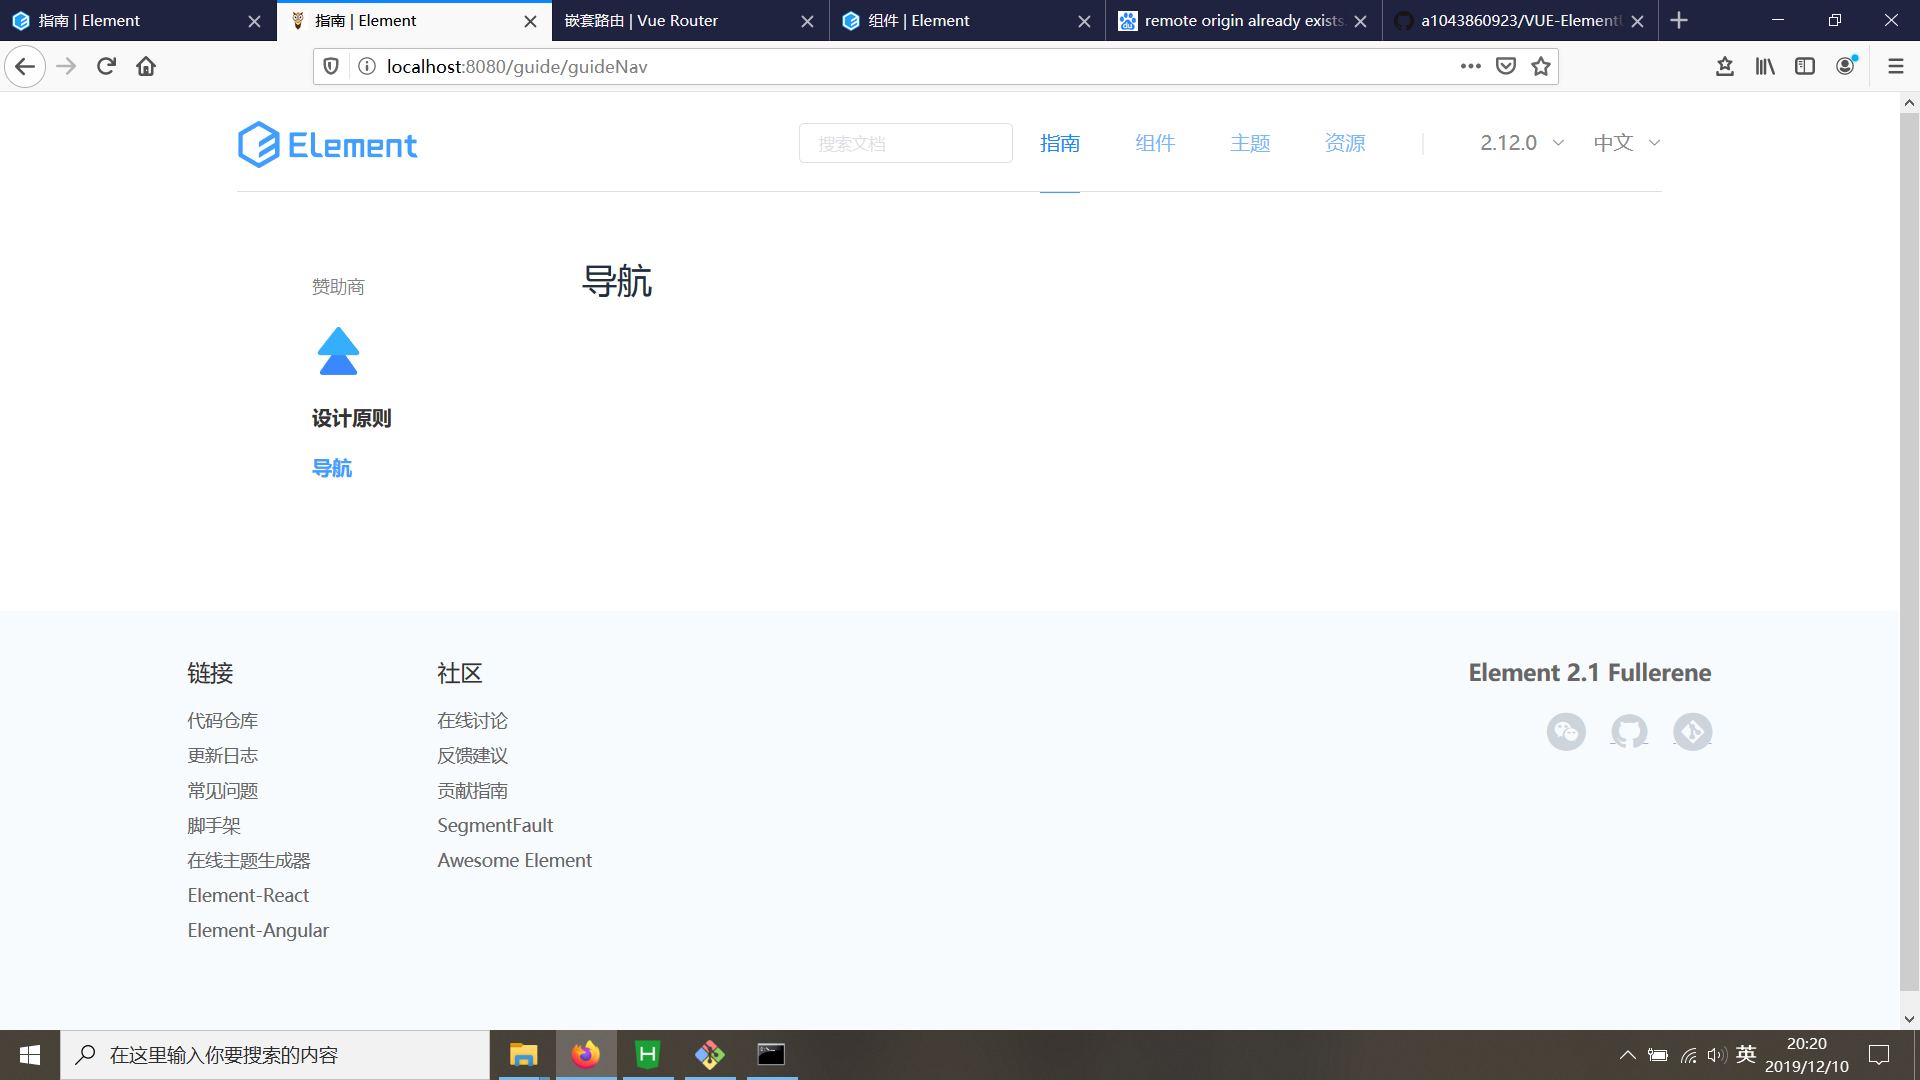 指南 | Element
指南 | Element
嵌套路由 | Vue Router
组件 | Element
remote origin already exists.
a1043860923/VUE-Element
localhost:8080/guide/guideNav
Element
搜索文档
指南
组件
主题
资源
2.12.0
中文
赞助商
导航
设计原则
导航
链接
代码仓库
更新日志
常见问题
脚手架
在线主题生成器
Element-React
Element-Angular
社区
在线讨论
反馈建议
贡献指南
SegmentFault
Awesome Element
Element 2.1 Fullerene
在这里输入你要搜索的内容
英
20:20
2019/12/10